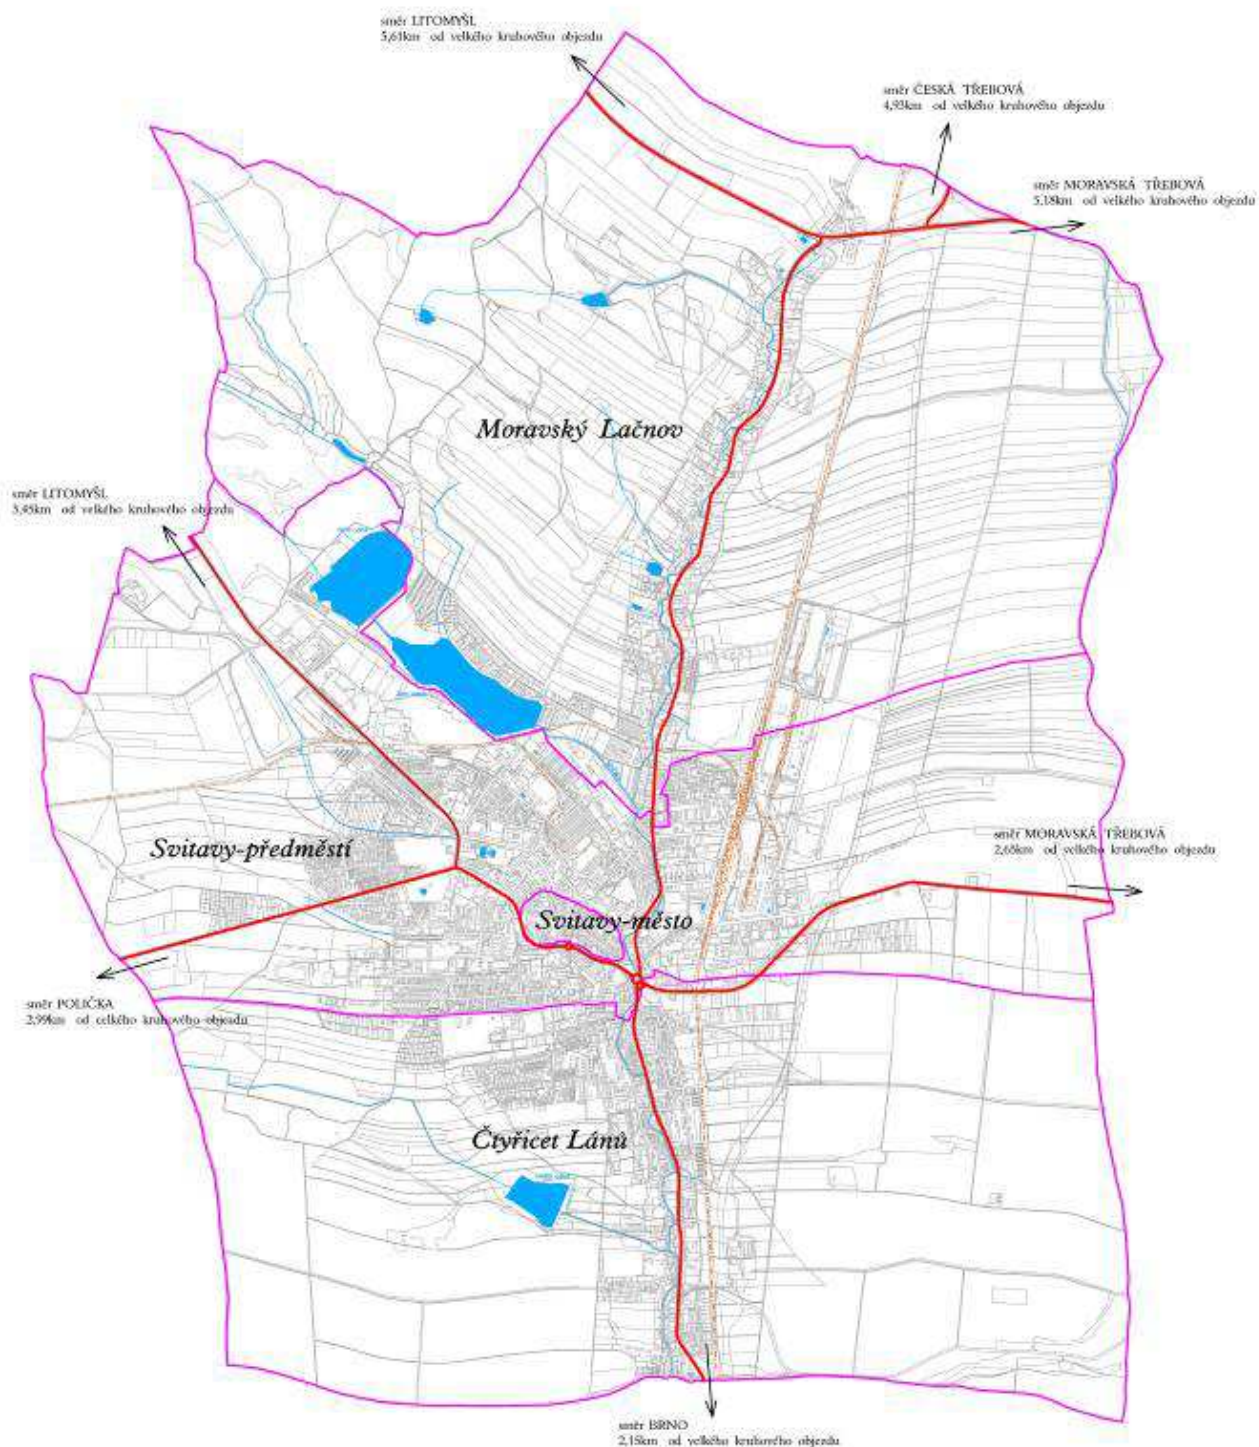 směr LITOMYŠL
5,61km od velkého kruhového objezdu
směr ČESKÁ TŘEBOVÁ
4,93km od velkého kruhového objezdu
směr MORAVSKÁ TŘEBOVÁ
5,18km od velkého kruhového objezdu
Moravský Lačnov
směr LITOMYŠL
3,95km od velkého kruhového objezdu
Svitavy-předměstí
směr MORAVSKÁ TŘEBOVÁ
2,65km od velkého kruhového objezdu
Svitavy-město
směr POLIČKA
2,99km od celkého kruhového objezdu
Čtyřicet Lánů
směr BRNO
2,15km od velkého kruhového objezdu